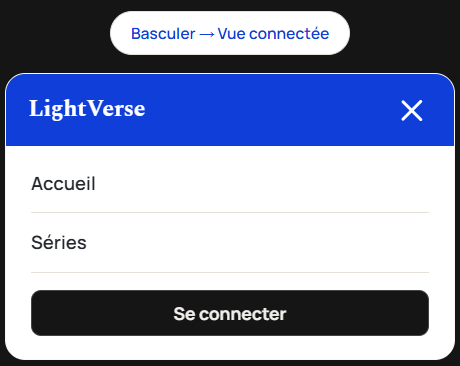 Basculer → Vue connectée
LightVerse
Accueil
Séries
Se connecter